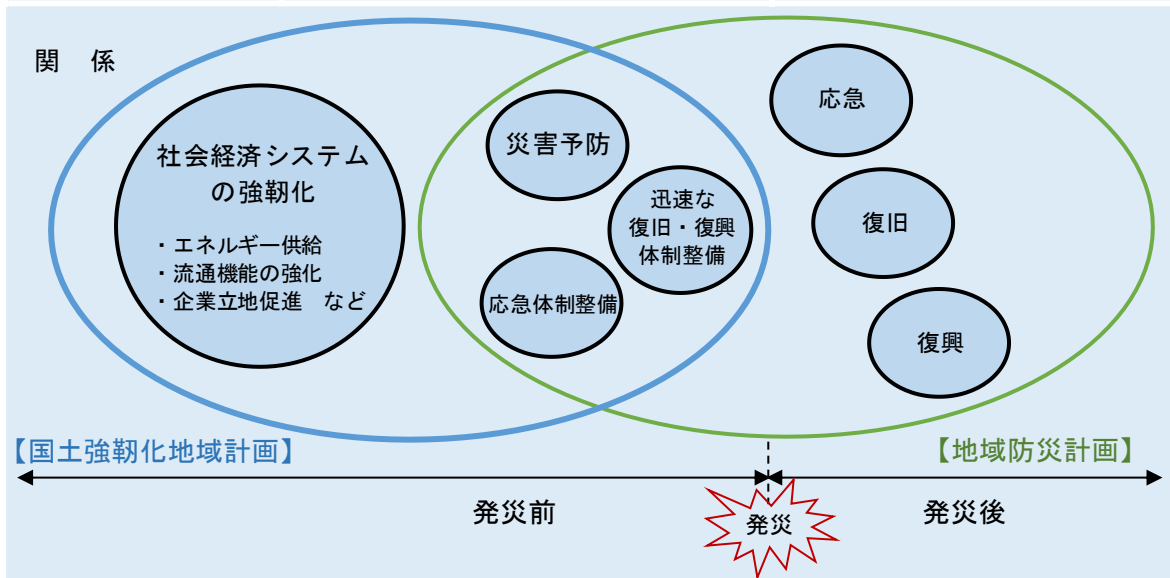 関　係
社会経済システム
の強靭化
・エネルギー供給
・流通機能の強化
・企業立地促進　など
災害予防
迅速な
復旧・復興
体制整備
応急体制整備
応急
復旧
復興
【国土強靭化地域計画】
【地域防災計画】
発災前
発災
発災後